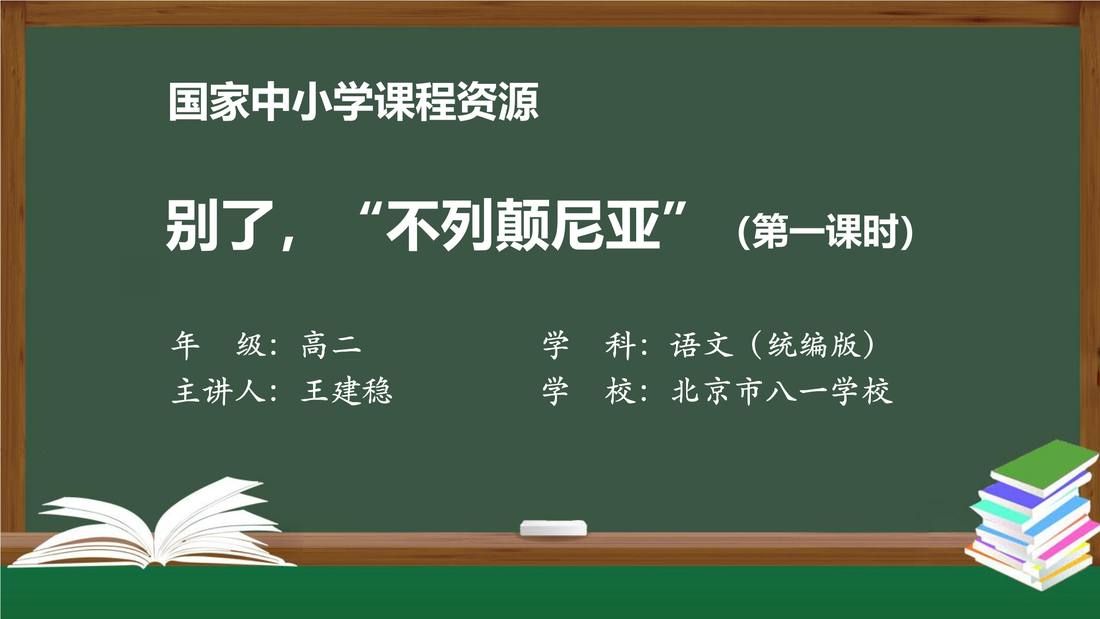 国家中小学课程资源
别了，“不列颠尼亚”（第一课时）
年 级：高二 学 科：语文（统编版）
主讲人：王建稳 学 校：北京市八一学校